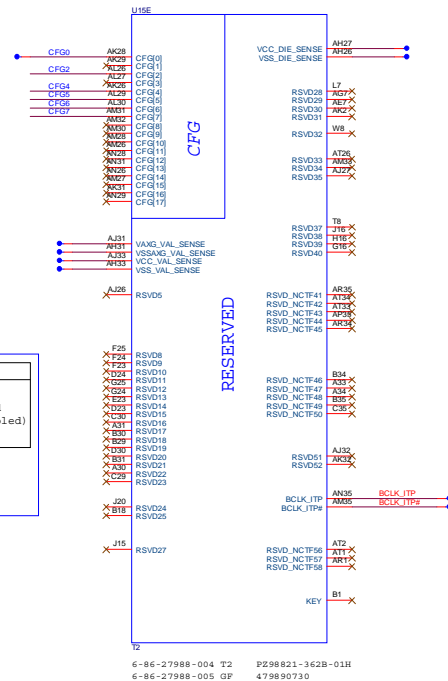 U15E
CFG0
AK28
CFG[0]
AK29
CFG[1]
CFG2
AL26
CFG[2]
AL27
CFG[3]
CFG4
AK26
CFG[4]
CFG5
AL29
CFG[5]
CFG6
AL30
CFG[6]
CFG7
AM31
CFG[7]
AM32
CFG[8]
AM30
CFG[9]
AM28
CFG[10]
AM26
CFG[11]
AN28
CFG[12]
AN31
CFG[13]
AN26
CFG[14]
AM27
CFG[15]
AK31
CFG[16]
AN29
CFG[17]
CFG
AJ31
VAXG_VAL_SENSE
AH31
VSSAXG_VAL_SENSE
AJ33
VCC_VAL_SENSE
AH33
VSS_VAL_SENSE
AJ26
RSVD5
F25
RSVD8
F24
RSVD9
F23
RSVD10
D24
RSVD11
G25
RSVD12
G24
RSVD13
E23
RSVD14
D23
RSVD15
C30
RSVD16
A31
RSVD17
B30
RSVD18
B29
RSVD19
D30
RSVD20
B31
RSVD21
A30
RSVD22
C29
RSVD23
J20
RSVD24
B18
RSVD25
J15
RSVD27
RESERVED
VCC_DIE_SENSE
AH27
VSS_DIE_SENSE
AH26
RSVD28
L7
RSVD29
AG7
RSVD30
AE7
RSVD31
AK2
RSVD32
W8
RSVD33
AT26
RSVD34
AM33
RSVD35
AJ27
RSVD37
T8
RSVD38
J16
RSVD39
H16
RSVD40
G16
RSVD_NCTF41
AR35
RSVD_NCTF42
AT34
RSVD_NCTF43
AT33
RSVD_NCTF44
AP35
RSVD_NCTF45
AR34
RSVD_NCTF46
B34
RSVD_NCTF47
A33
RSVD_NCTF48
A34
RSVD_NCTF49
B35
RSVD_NCTF50
C35
RSVD51
AJ32
RSVD52
AK32
BCLK_ITP
AN35
BCLK_ITP
BCLK_ITP#
AM35
BCLK_ITP#
RSVD_NCTF56
AT2
RSVD_NCTF57
AT1
RSVD_NCTF58
AR1
KEY
B1
T2
6-86-27988-004 T2 PZ98821-362B-01H
6-86-27988-005 GF 479890730